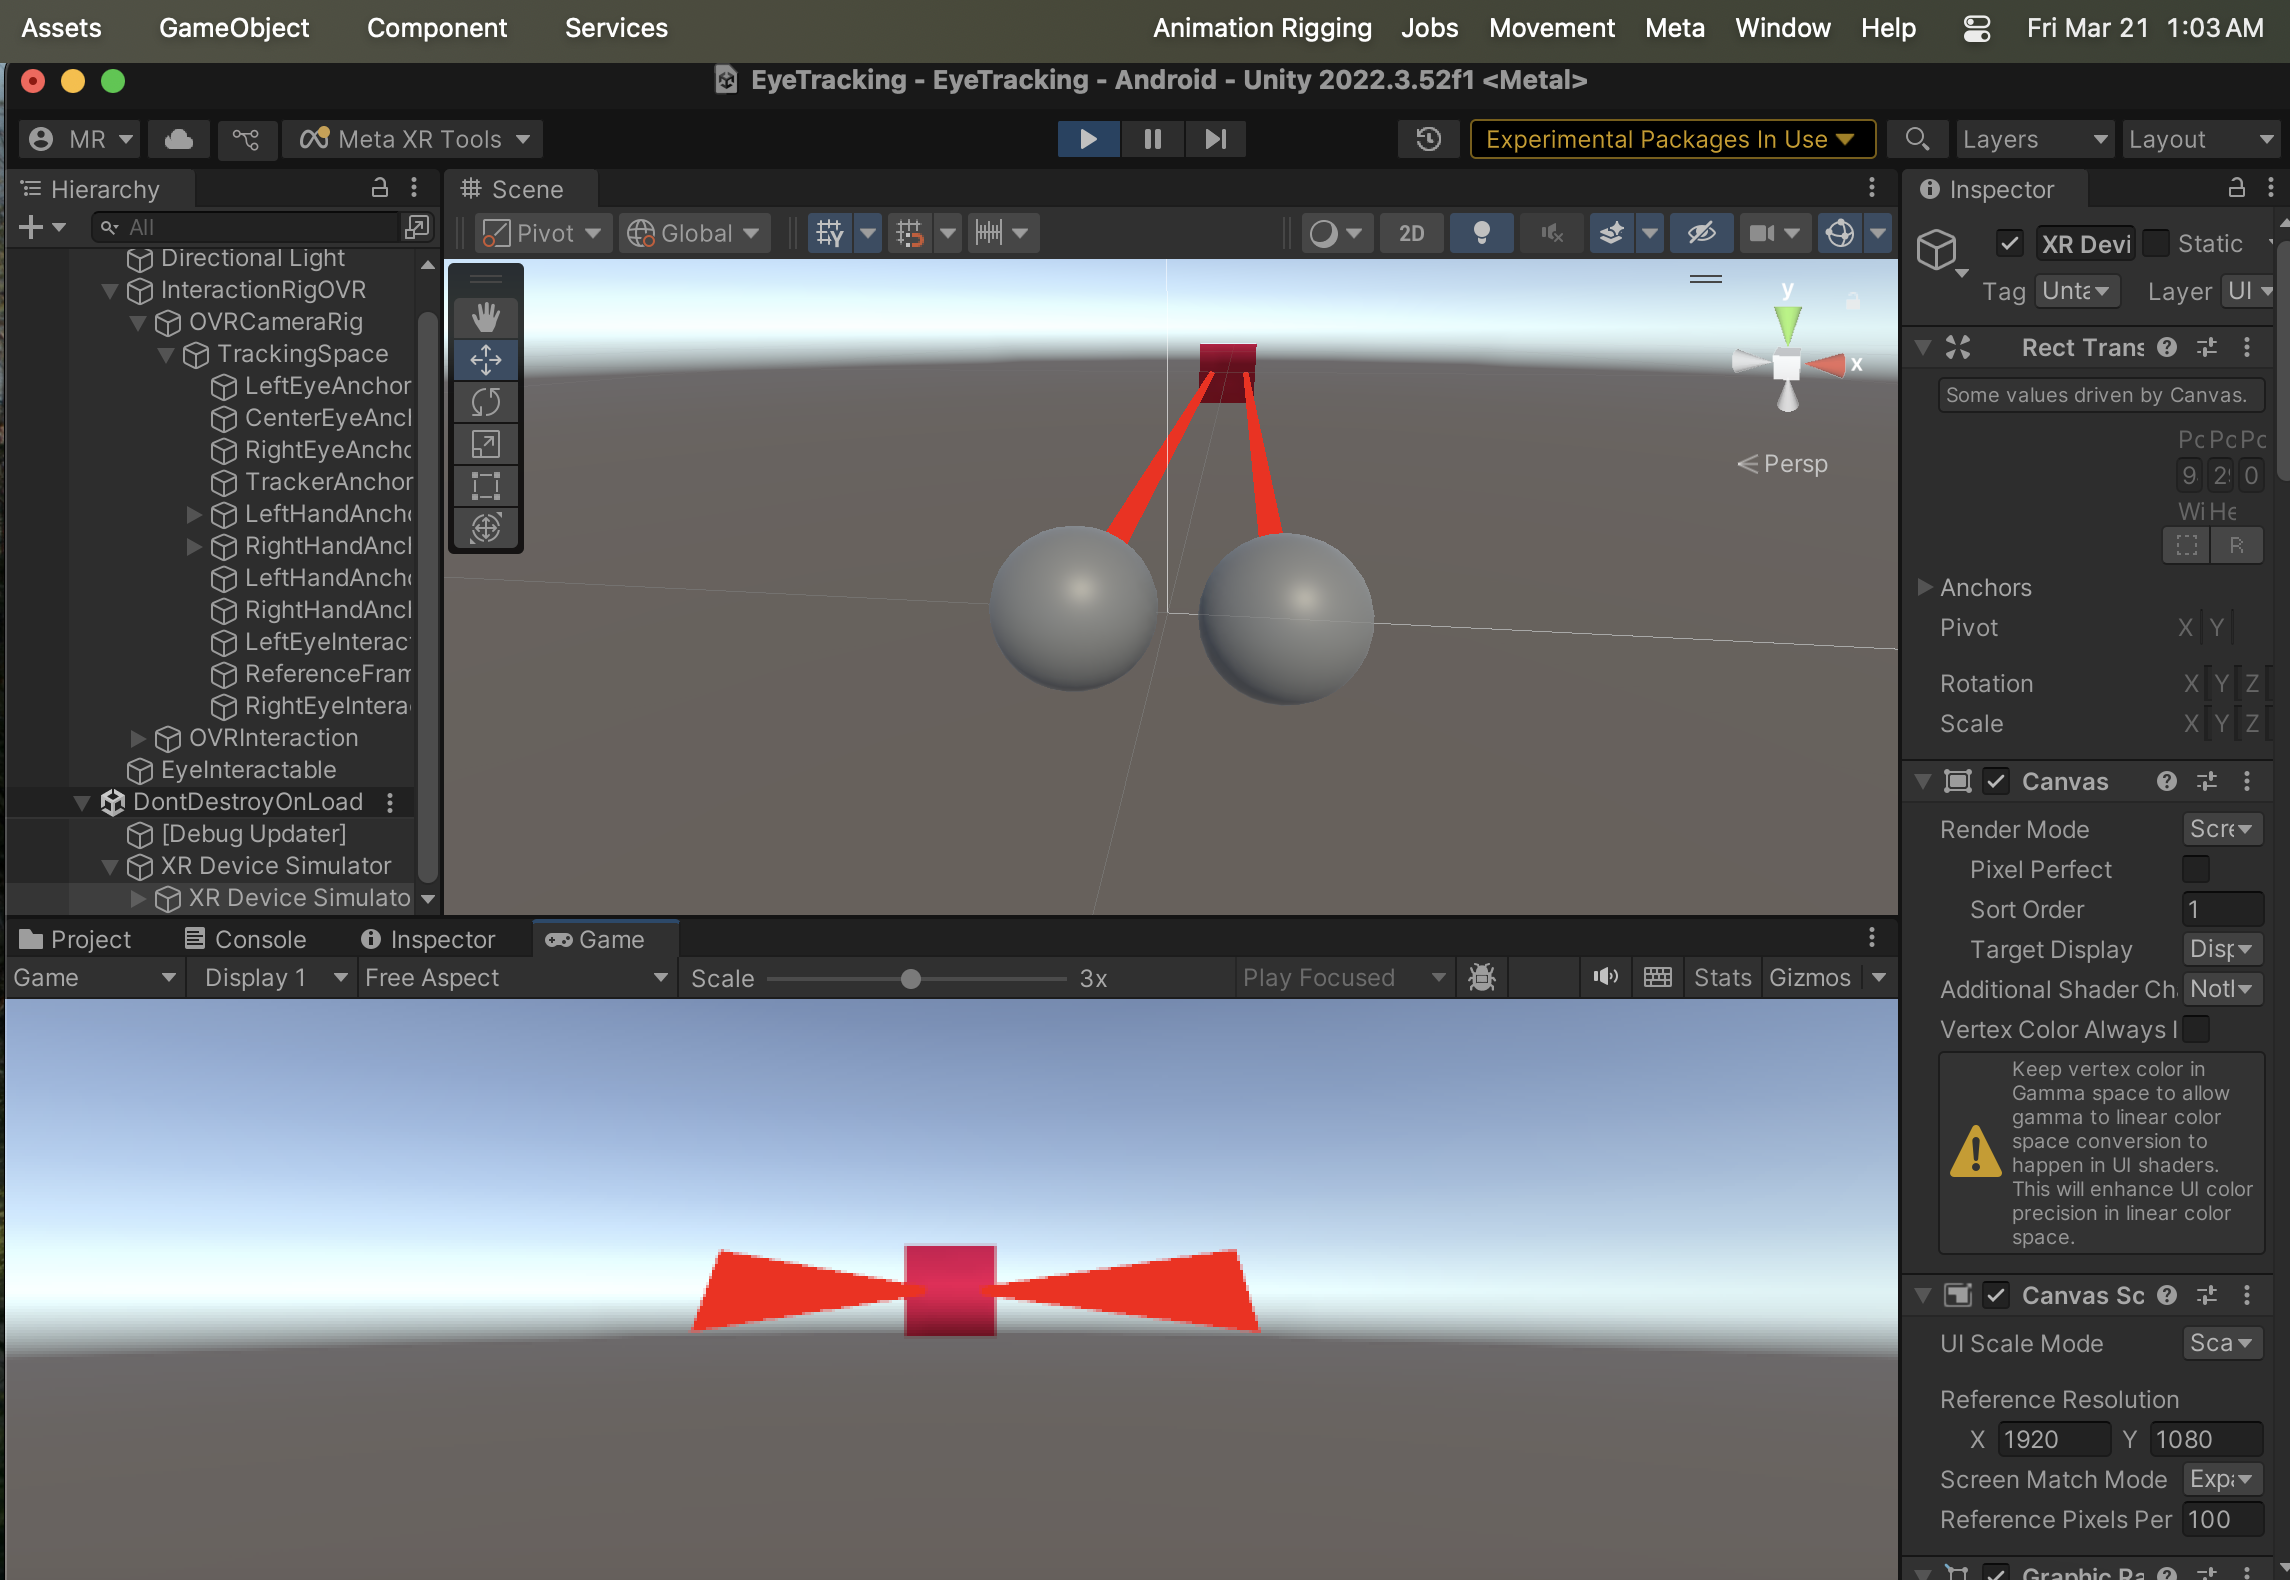 Assets GameObject Component Services Animation Rigging Jobs Movement Meta Window Help Fri Mar 21 1:03 AM
EyeTracking - EyeTracking - Android - Unity 2022.3.52f1 <Metal>
MR Meta XR Tools Experimental Packages In Use Layers Layout
Hierarchy
All
Directional Light
InteractionRigOVR
OVRCameraRig
TrackingSpace
LeftEyeAnchor
CenterEyeAncl
RightEyeAnchc
TrackerAnchor
LeftHandAnch
RightHandAncl
LeftHandAnch
RightHandAncl
LeftEyeInterac
ReferenceFram
RightEyeIntera
OVRInteraction
EyeInteractable
DontDestroyOnLoad
[Debug Updater]
XR Device Simulator
XR Device Simulato
Scene
Pivot Global 2D
y
x
Persp
Project Console Inspector Game
Game Display 1 Free Aspect Scale 3x Play Focused Stats Gizmos
Inspector
XR Devi Static
Tag Unta Layer UI
Rect Trans
Some values driven by Canvas.
Pc Pc Pc
9 2 0
Wi He
R
Anchors
Pivot X Y
Rotation X Y Z
Scale X Y Z
Canvas
Render Mode Scre
Pixel Perfect
Sort Order 1
Target Display Disp
Additional Shader Ch Noth
Vertex Color Always I
Keep vertex color in
Gamma space to allow
gamma to linear color
space conversion to
happen in UI shaders.
This will enhance UI color
precision in linear color
space.
Canvas Sc
UI Scale Mode Sca
Reference Resolution
X 1920 Y 1080
Screen Match Mode Expa
Reference Pixels Per 100
Graphic Ra